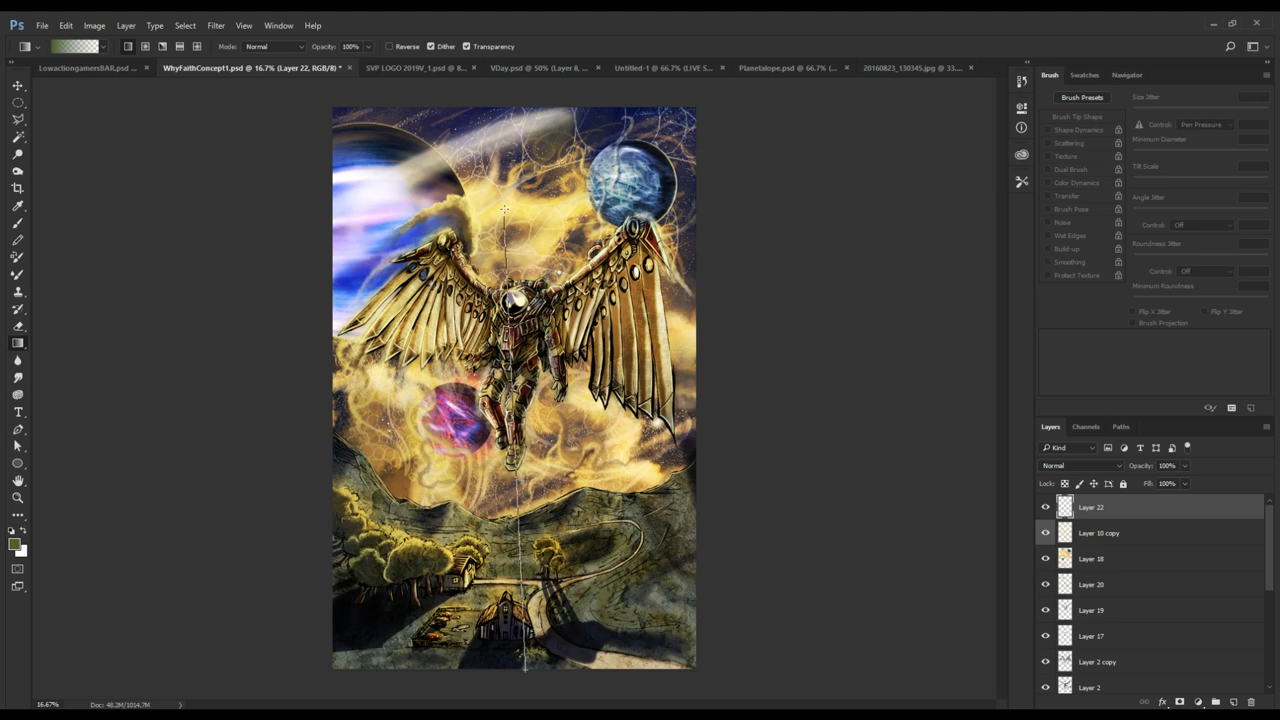 Ps File Edit Image Layer Type Select Filter View Window Help
Mode: Normal Opacity: 100% Reverse Dither Transparency
LowactiongamersBAR.psd ... × WhyFaithConcept1.psd @ 16.7% (Layer 22, RGB/8) * × SVP LOGO 2019V_1.psd @ 8... × VDay.psd @ 50% (Layer 8, ... × Untitled-1 @ 66.7% (LIVE S... × Planetalope.psd @ 66.7% (... × 20160823_130345.jpg @ 33.... ×
Brush Swatches Navigator
Brush Presets Size Jitter
Brush Tip Shape
Shape Dynamics Control: Pen Pressure
Scattering Minimum Diameter
Texture
Dual Brush Tilt Scale
Color Dynamics
Transfer Angle Jitter
Brush Pose
Noise Control: Off
Wet Edges
Build-up Roundness Jitter
Smoothing
Protect Texture Control: Off
Minimum Roundness
Flip X Jitter Flip Y Jitter
Brush Projection
Layers Channels Paths
Kind
Normal Opacity: 100%
Lock: Fill: 100%
Layer 22
Layer 10 copy
Layer 18
Layer 20
Layer 19
Layer 17
Layer 2 copy
Layer 2
16.67% Doc: 48.2M/1014.7M